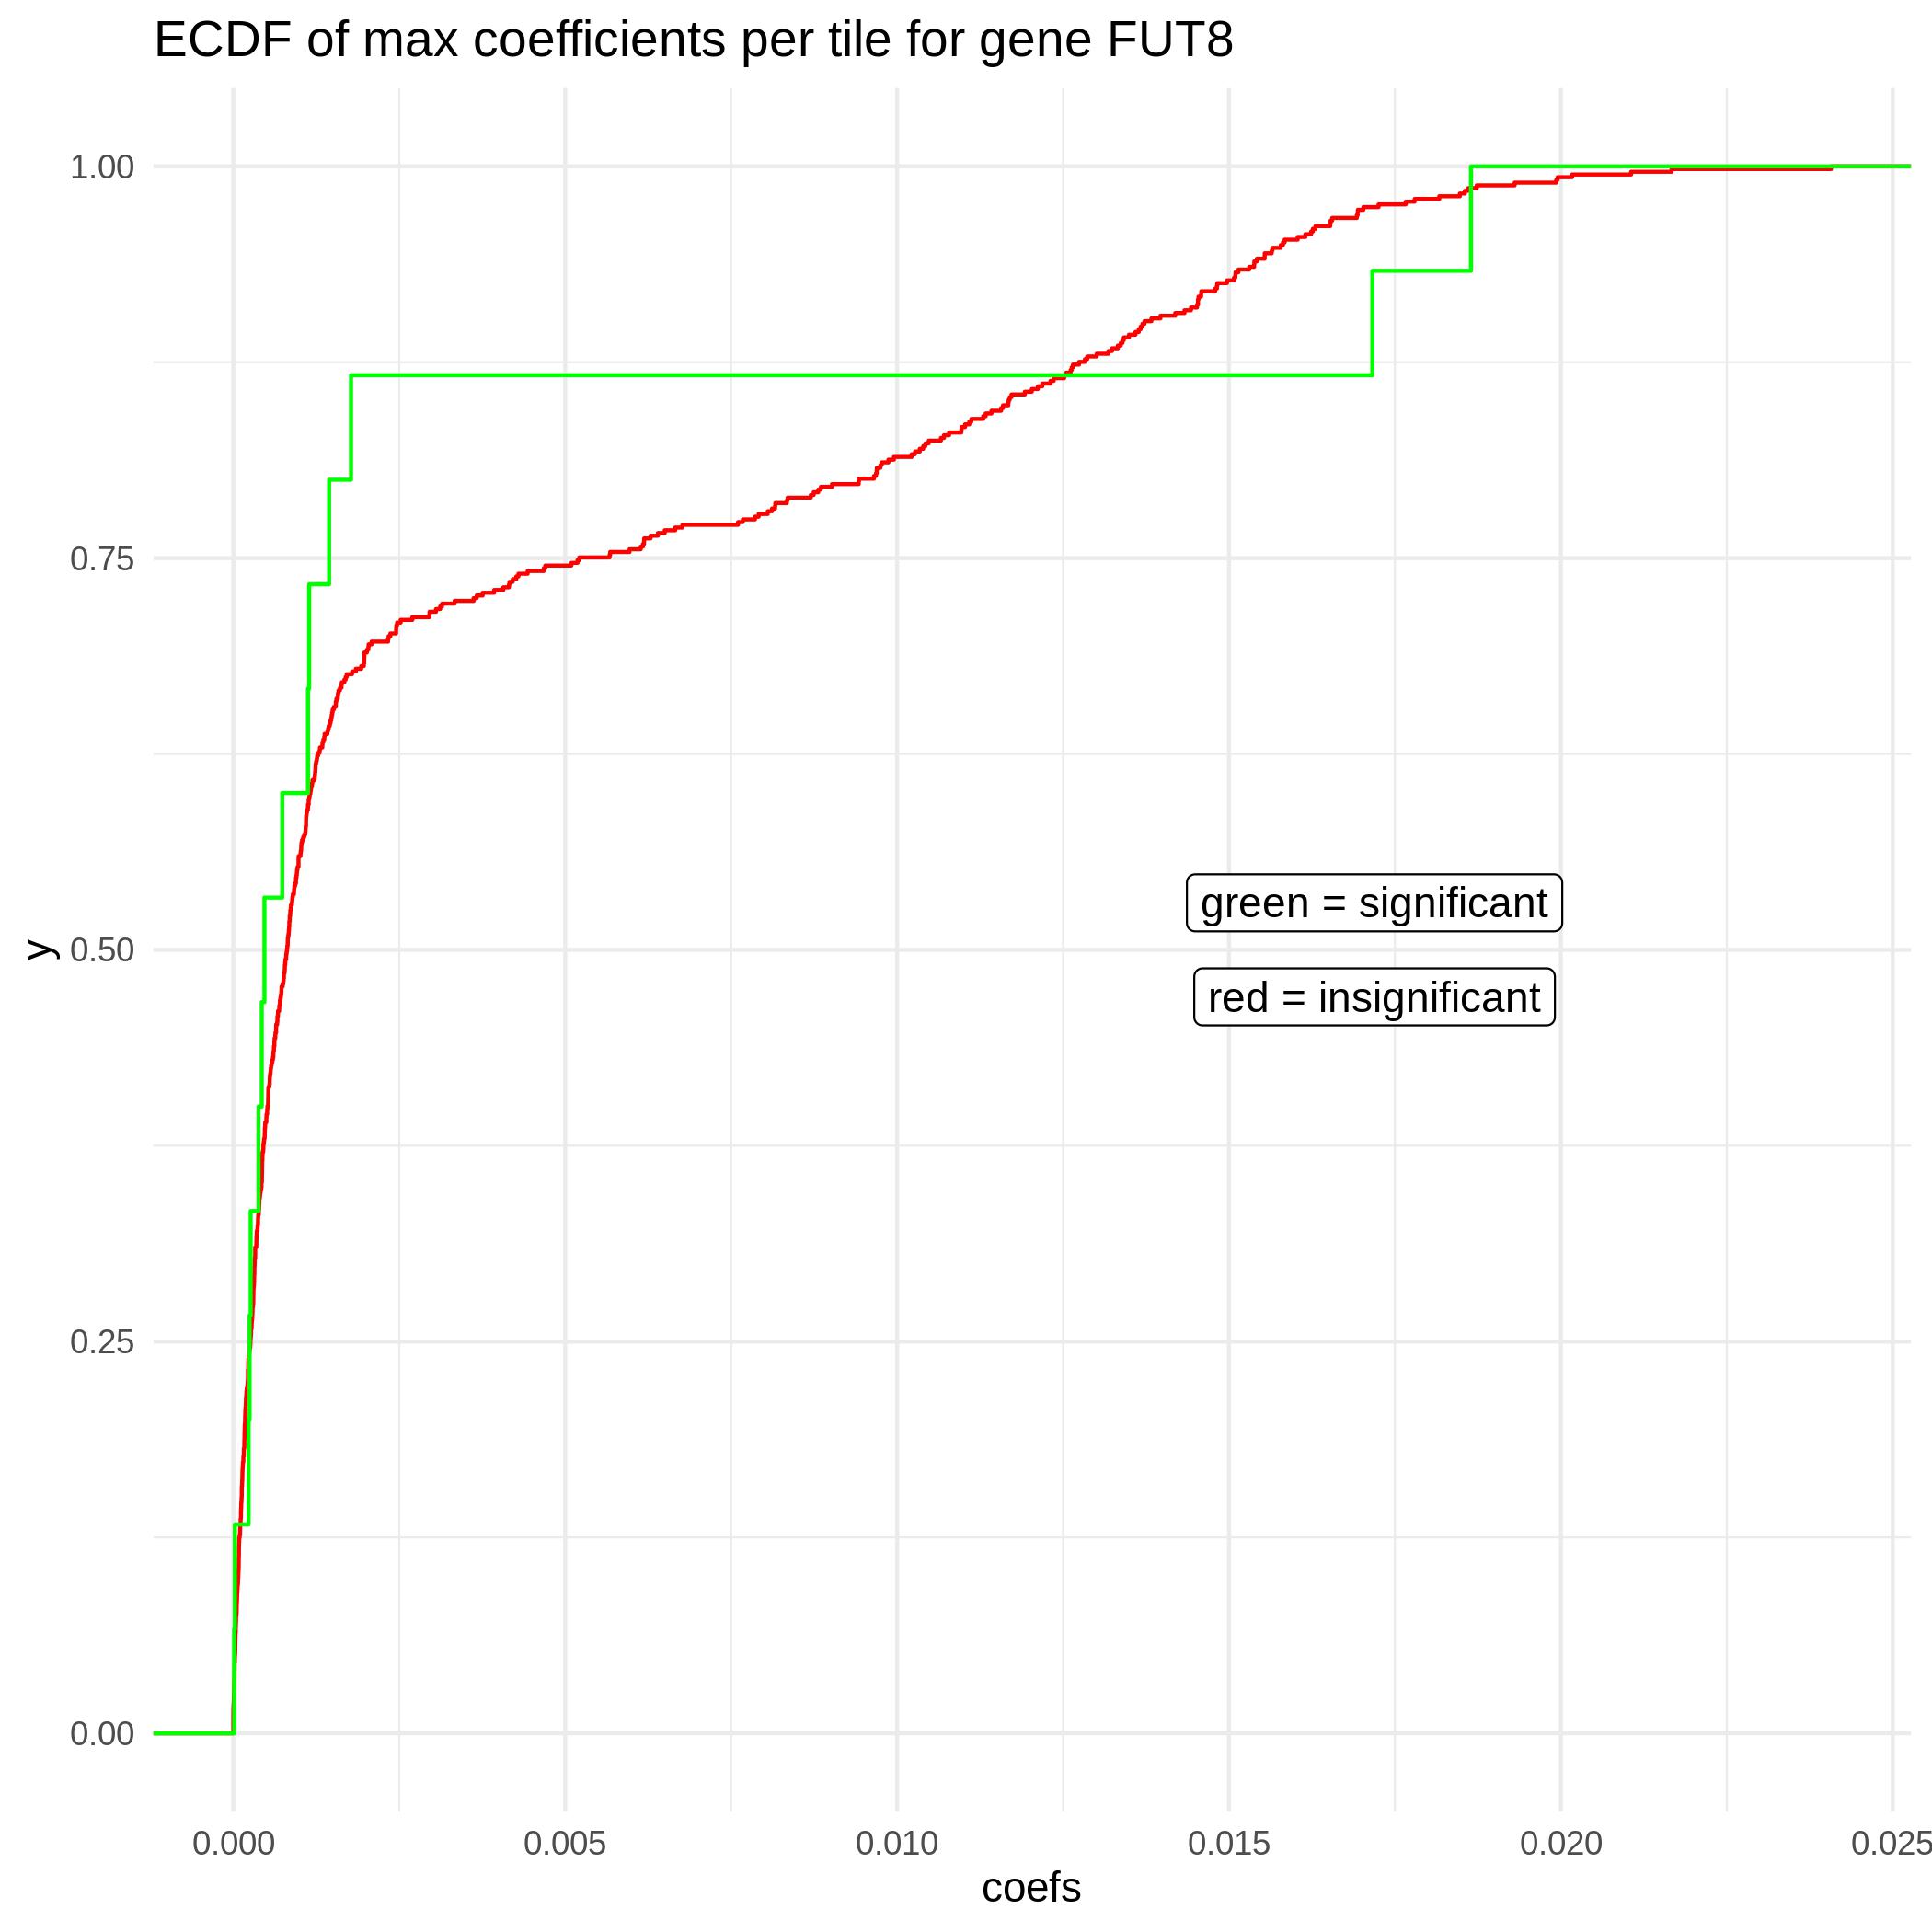 ECDF of max coefficients per tile for gene FUT8
1.00
0.75
0.50
0.25
0.00
y
green = significant
red = insignificant
0.000 0.005 0.010 0.015 0.020 0.025
coefs